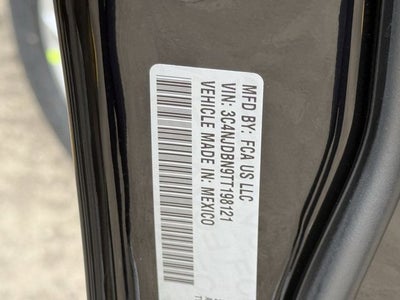 MFD BY: FCA US LLC
VIN: 3C4NJDBN9TT198121
VEHICLE MADE IN: MEXICO